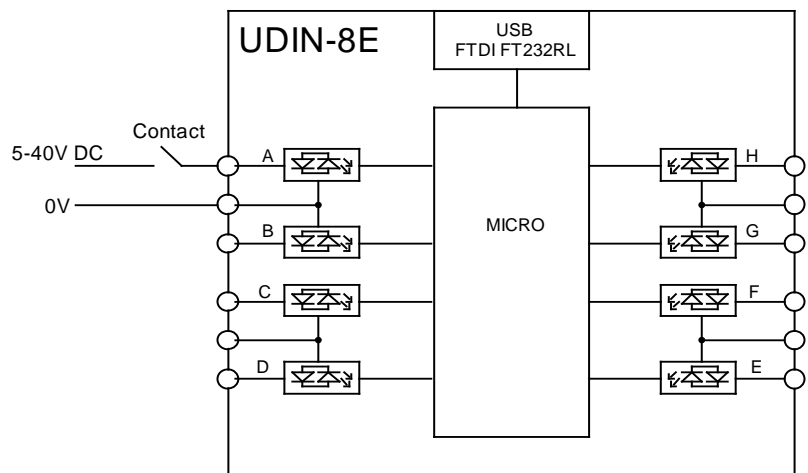 UDIN-8E
USB
FTDI FT232RL
Contact
5-40V DC
A
H
0V
B
MICRO
G
C
F
D
E